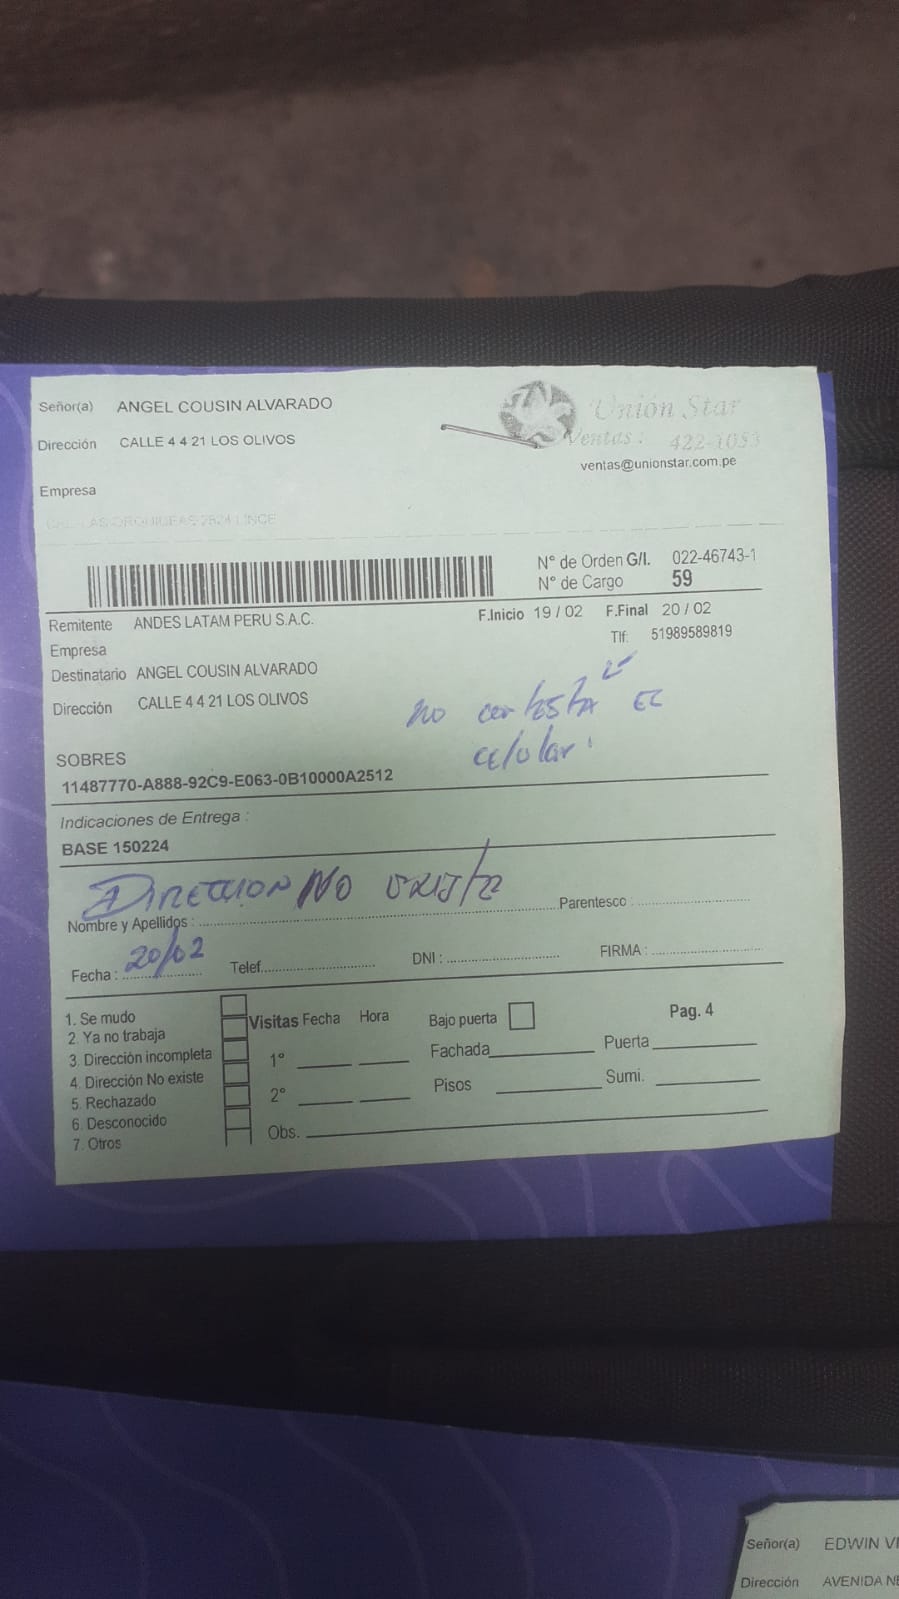 Señor(a) ANGEL COUSIN ALVARADO
Dirección CALLE 4 4 21 LOS OLIVOS
Empresa
Unión Star
Ventas: 422-1053
ventas@unionstar.com.pe
CAL LAS ORQUIDEAS 2624 LINCE
N° de Orden G/I. 022-46743-1
N° de Cargo 59
Remitente ANDES LATAM PERU S.A.C.
F.Inicio 19 / 02 F.Final 20 / 02
Empresa
Tlf: 51989589819
Destinatario ANGEL COUSIN ALVARADO
Dirección CALLE 4 4 21 LOS OLIVOS
no contesta EL
celular
SOBRES
11487770-A888-92C9-E063-0B10000A2512
Indicaciones de Entrega :
BASE 150224
DIRECCION NO existe
Nombre y Apellidos : Parentesco :
Fecha : 20/02 Telef. DNI : FIRMA :
1. Se mudo
2. Ya no trabaja
3. Dirección incompleta
4. Dirección No existe
5. Rechazado
6. Desconocido
7. Otros
Visitas Fecha Hora
1°
2°
Obs.
Bajo puerta
Pag. 4
Fachada Puerta
Pisos Sumi.
Señor(a) EDWIN
Dirección AVENIDA